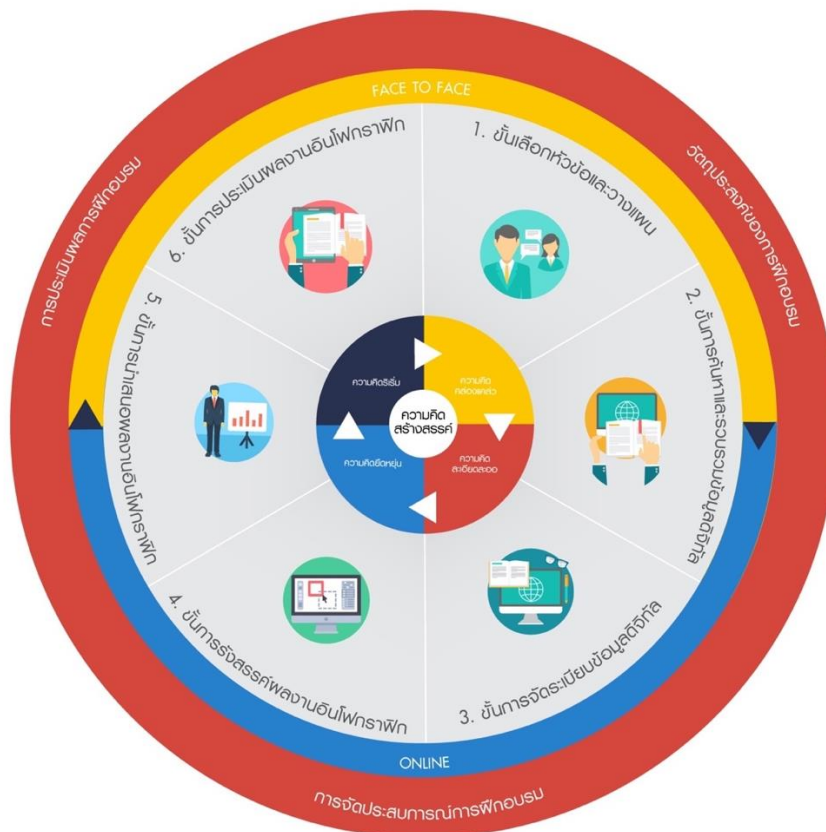 FACE TO FACE
วัตถุประสงค์ของการฝึกอบรม
การจัดประสบการณ์การฝึกอบรม
การประเมินผลการฝึกอบรม
ONLINE
1. ขั้นเลือกหัวข้อและวางแผน
2. ขั้นการค้นหาและรวบรวมข้อมูลดิจิทัล
3. ขั้นการจัดระเบียบข้อมูลดิจิทัล
4. ขั้นการรังสรรค์ผลงานอินโฟกราฟิก
5. ขั้นการนำเสนอผลงานอินโฟกราฟิก
6. ขั้นการประเมินผลงานอินโฟกราฟิก
ความคิดริเริ่ม
ความคิด
คล่องแคล่ว
ความคิด
สร้างสรรค์
ความคิดยืดหยุ่น
ความคิด
ละเอียดละออ